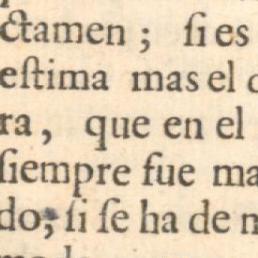 ctamen; ſi es
eſtima mas el
ra, que en el
ſiempre fue ma
do, ſi ſe ha de